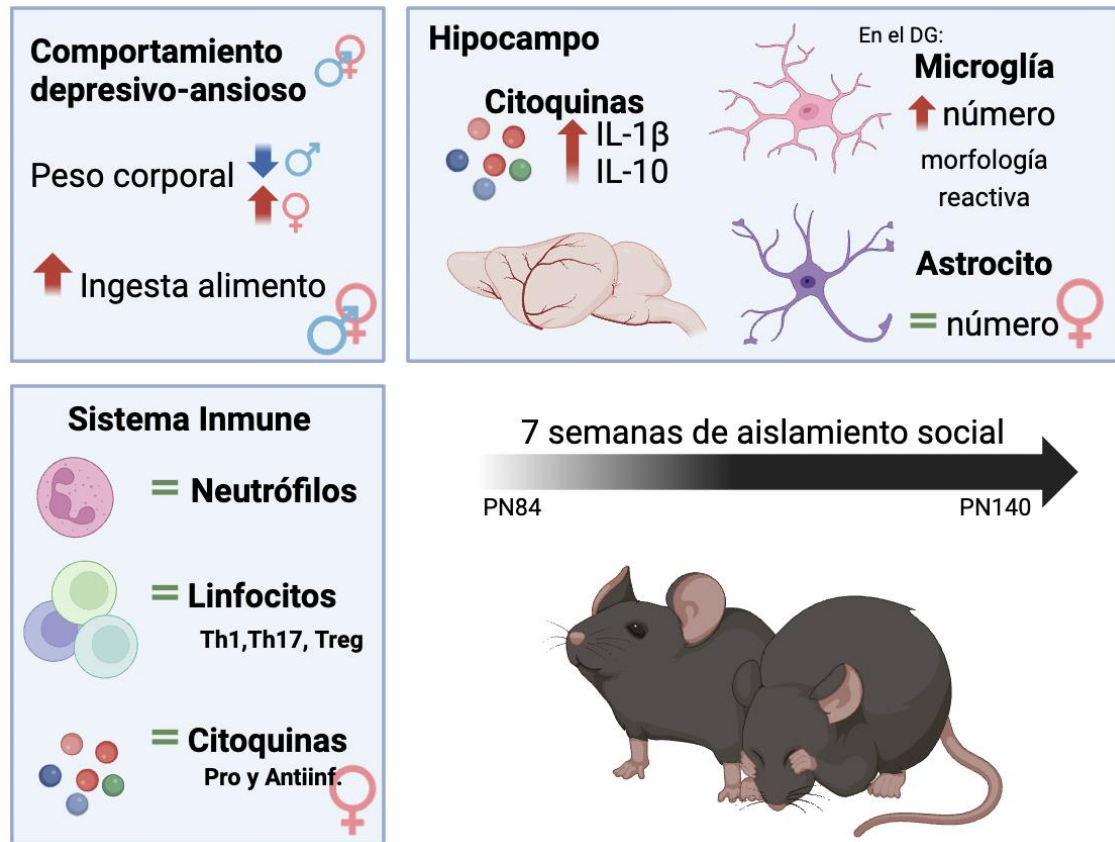 Comportamiento
depresivo-ansioso
Peso corporal
Ingesta alimento
Hipocampo
Citoquinas
IL-1β
IL-10
En el DG:
Microglía
número
morfología
reactiva
Astrocito
= número
Sistema Inmune
= Neutrófilos
= Linfocitos
Th1,Th17, Treg
= Citoquinas
Pro y Antiinf.
7 semanas de aislamiento social
PN84
PN140